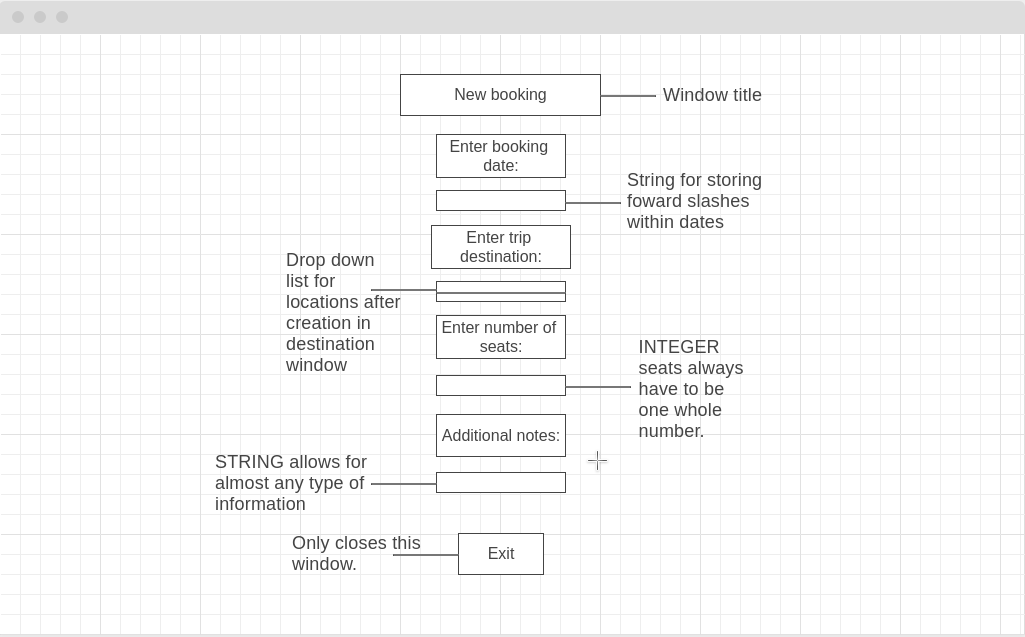 New booking
Window title
Enter booking
date:
String for storing
foward slashes
within dates
Enter trip
destination:
Drop down
list for
locations after
creation in
destination
window
Enter number of
seats:
INTEGER
seats always
have to be
one whole
number.
Additional notes:
STRING allows for
almost any type of
information
Only closes this
window.
Exit